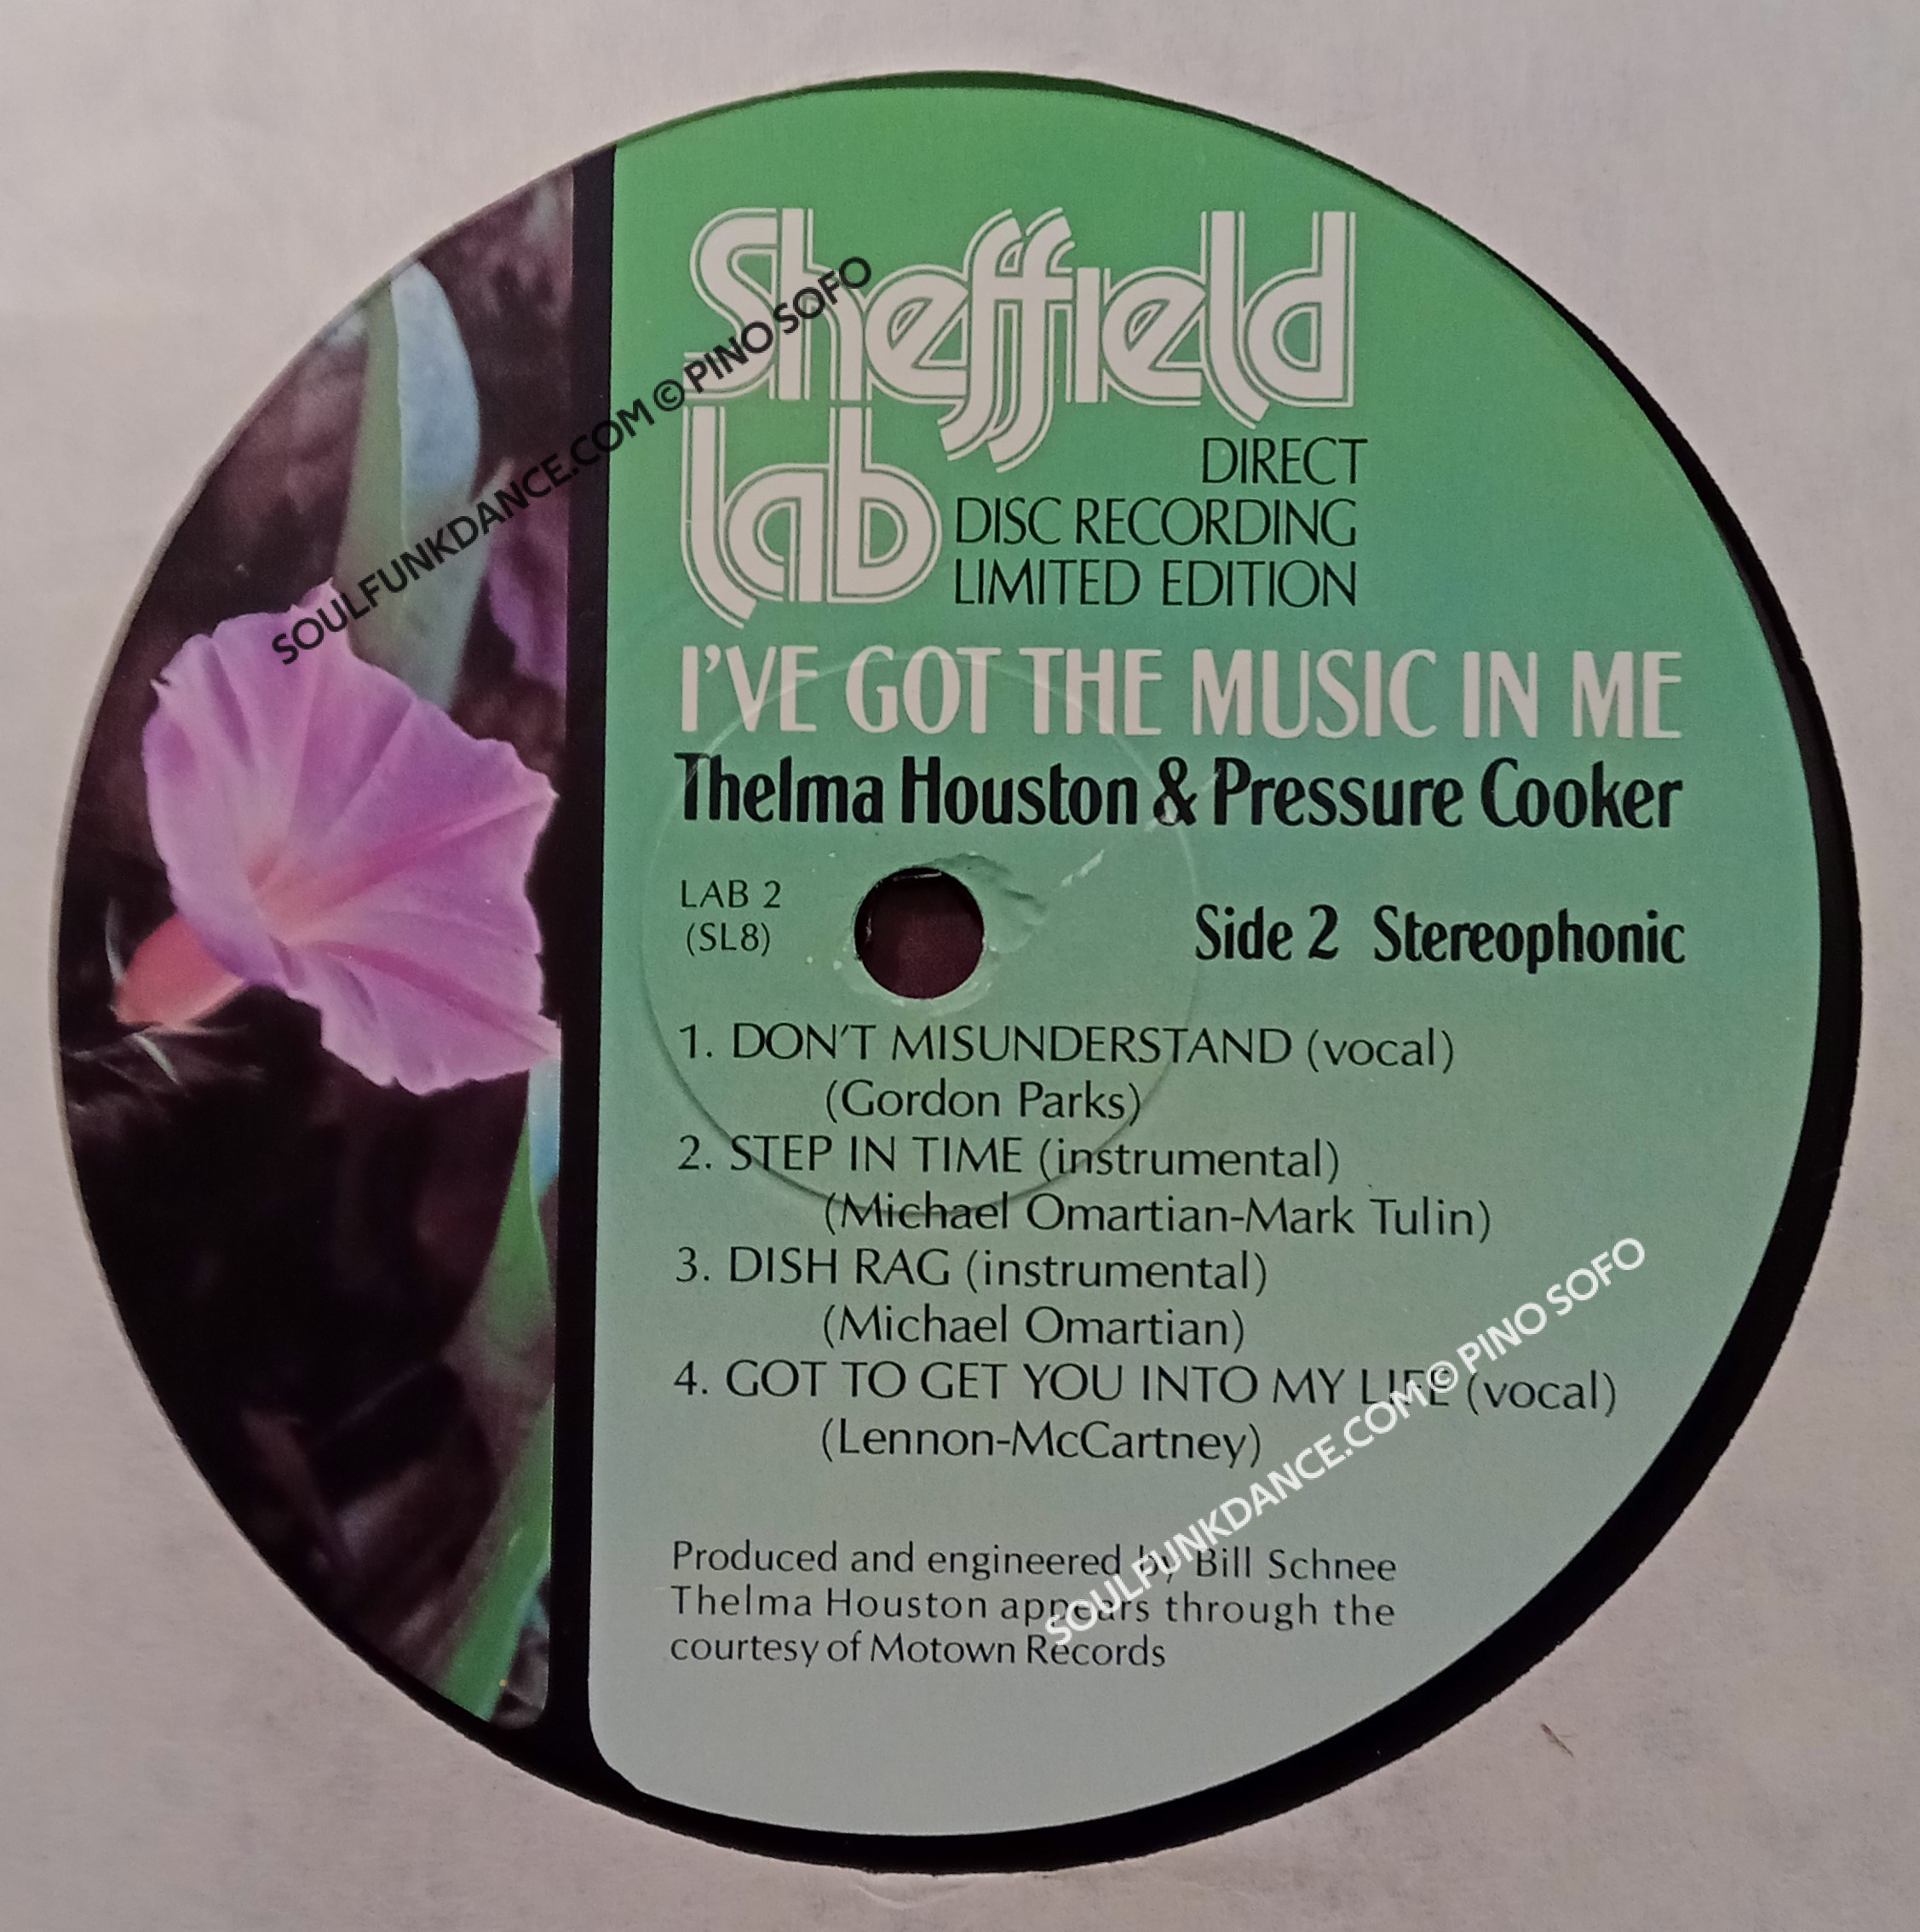 Sheffield
Lab
DIRECT
DISC RECORDING
LIMITED EDITION
I'VE GOT THE MUSIC IN ME
Thelma Houston & Pressure Cooker
LAB 2
(SL8)
Side 2 Stereophonic
1. DON'T MISUNDERSTAND (vocal)
(Gordon Parks)
2. STEP IN TIME (instrumental)
(Michael Omartian-Mark Tulin)
3. DISH RAG (instrumental)
(Michael Omartian)
4. GOT TO GET YOU INTO MY LIFE (vocal)
(Lennon-McCartney)
Produced and engineered by Bill Schnee
Thelma Houston appears through the
courtesy of Motown Records
SOULFUNKDANCE.COM © PINO SOFO
SOULFUNKDANCE.COM © PINO SOFO